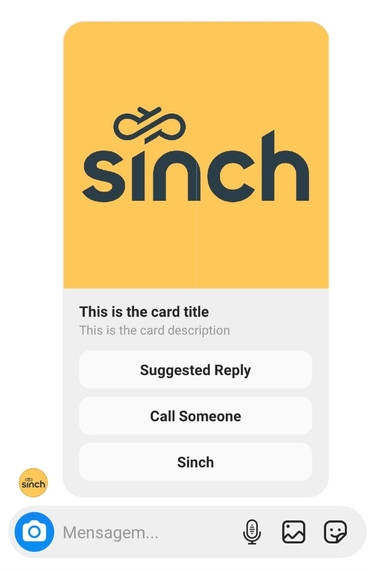 sinch
This is the card title
This is the card description
Suggested Reply
Call Someone
Sinch
sinch
Mensagem...